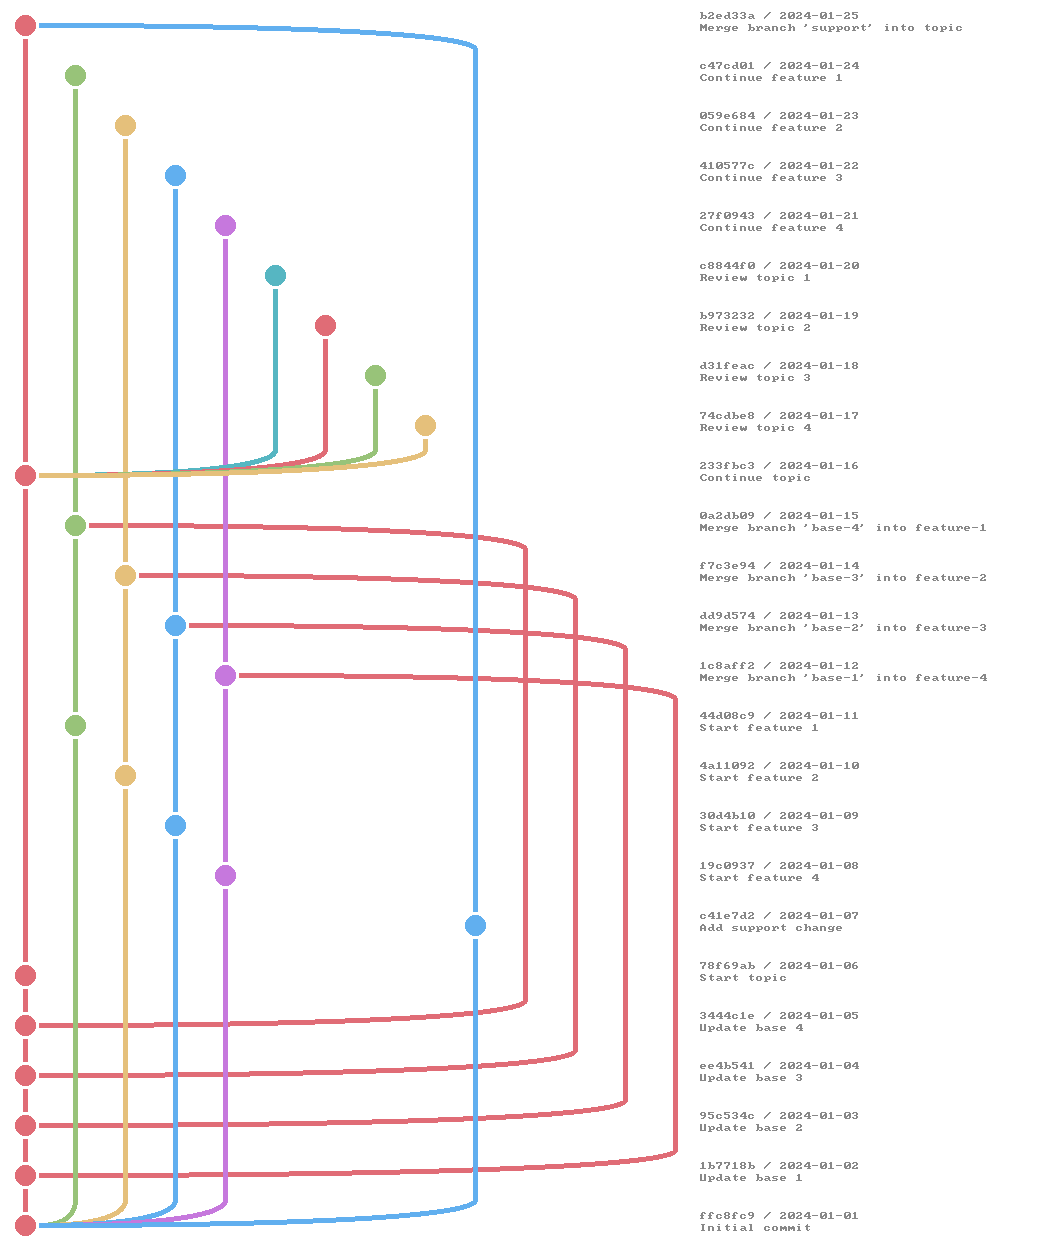 b2ed33a / 2024-01-25
Merge branch 'support' into topic
c47cd01 / 2024-01-24
Continue feature 1
059e684 / 2024-01-23
Continue feature 2
410577c / 2024-01-22
Continue feature 3
27f0943 / 2024-01-21
Continue feature 4
c8844f0 / 2024-01-20
Review topic 1
b973232 / 2024-01-19
Review topic 2
d31feac / 2024-01-18
Review topic 3
74cdbe8 / 2024-01-17
Review topic 4
233fbc3 / 2024-01-16
Continue topic
0a2db09 / 2024-01-15
Merge branch 'base-4' into feature-1
f7c3e94 / 2024-01-14
Merge branch 'base-3' into feature-2
dd9d574 / 2024-01-13
Merge branch 'base-2' into feature-3
1c8aff2 / 2024-01-12
Merge branch 'base-1' into feature-4
44d08c9 / 2024-01-11
Start feature 1
4a11092 / 2024-01-10
Start feature 2
30d4b10 / 2024-01-09
Start feature 3
19c0937 / 2024-01-08
Start feature 4
c41e7d2 / 2024-01-07
Add support change
78f69ab / 2024-01-06
Start topic
3444c1e / 2024-01-05
Update base 4
ee4b541 / 2024-01-04
Update base 3
95c534c / 2024-01-03
Update base 2
1b7718b / 2024-01-02
Update base 1
ffc8fc9 / 2024-01-01
Initial commit